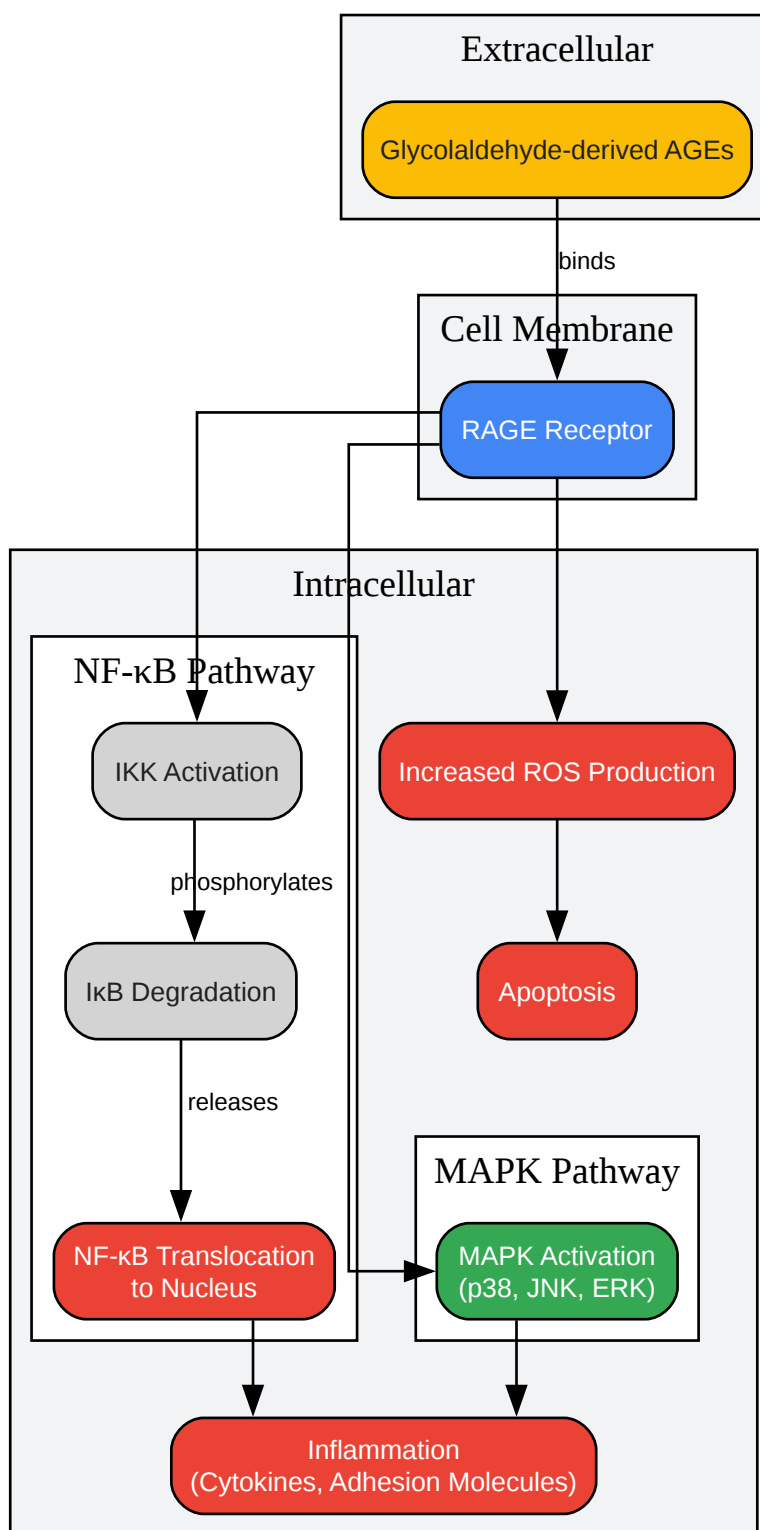 Extracellular
Glycolaldehyde-derived AGEs
binds
Cell Membrane
RAGE Receptor
Intracellular
NF-κB Pathway
IKK Activation
Increased ROS Production
phosphorylates
IκB Degradation
Apoptosis
releases
MAPK Pathway
NF-κB Translocation
to Nucleus
MAPK Activation
(p38, JNK, ERK)
Inflammation
(Cytokines, Adhesion Molecules)